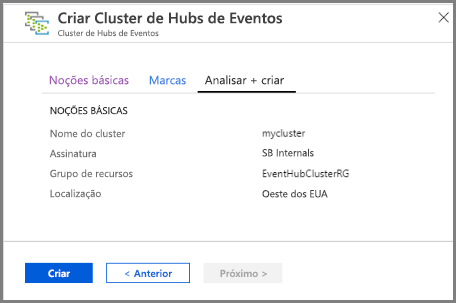 Criar Cluster de Hubs de Eventos
Cluster de Hubs de Eventos
Noções básicas Marcas Analisar + criar
NOÇÕES BÁSICAS
Nome do cluster mycluster
Assinatura SB Internals
Grupo de recursos EventHubClusterRG
Localização Oeste dos EUA
Criar < Anterior Próximo >